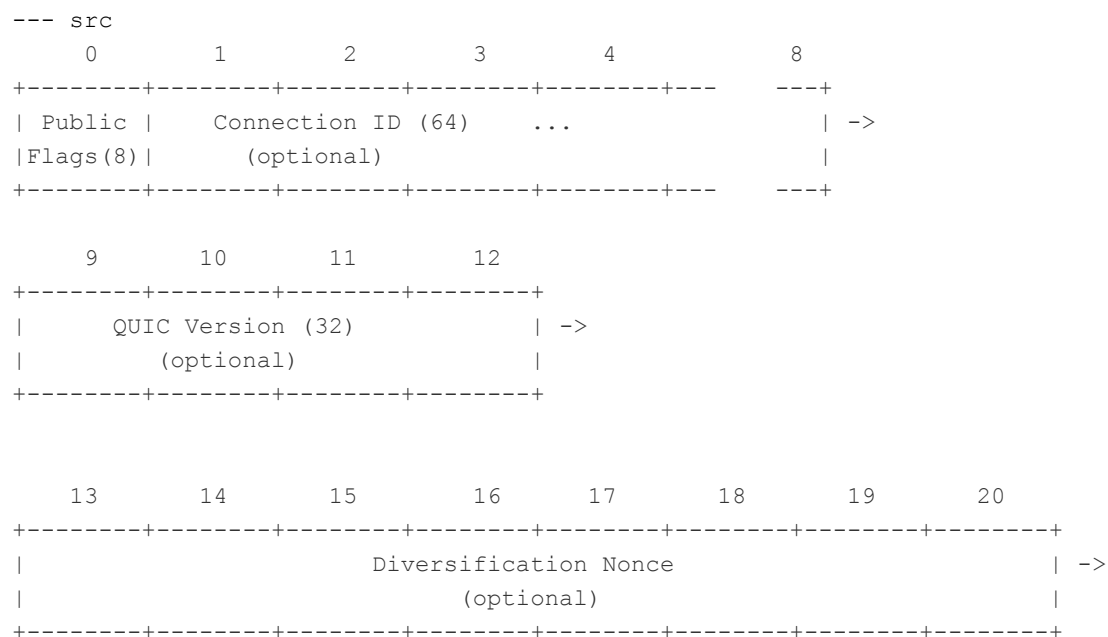 --- src
     0        1        2        3        4            8
+--------+--------+--------+--------+--------+---    ---+
| Public |    Connection ID (64)    ...                 | ->
|Flags(8)|      (optional)                              |
+--------+--------+--------+--------+--------+---    ---+
     9       10       11        12
+--------+--------+--------+--------+
|      QUIC Version (32)            | ->
|         (optional)                |
+--------+--------+--------+--------+
    13       14       15        16      17       18       19       20
+--------+--------+--------+--------+--------+--------+--------+--------+
|                        Diversification Nonce                          | ->
|                              (optional)                               |
+--------+--------+--------+--------+--------+--------+--------+--------+